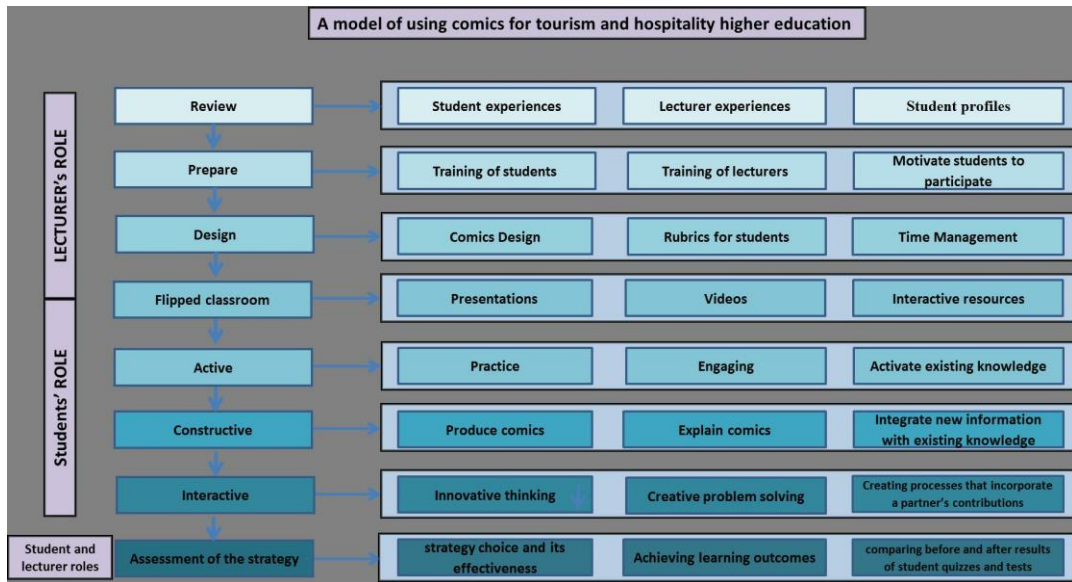 A model of using comics for tourism and hospitality higher education
LECTURER's ROLE
Review
Student experiences
Lecturer experiences
Student profiles
Prepare
Training of students
Training of lecturers
Motivate students to
participate
Design
Comics Design
Rubrics for students
Time Management
Flipped classroom
Presentations
Videos
Interactive resources
Students' ROLE
Active
Practice
Engaging
Activate existing knowledge
Constructive
Produce comics
Explain comics
Integrate new information
with existing knowledge
Interactive
Innovative thinking
Creative problem solving
Creating processes that incorporate
a partner's contributions
Student and
lecturer roles
Assessment of the strategy
strategy choice and its
effectiveness
Achieving learning outcomes
comparing before and after results
of student quizzes and tests